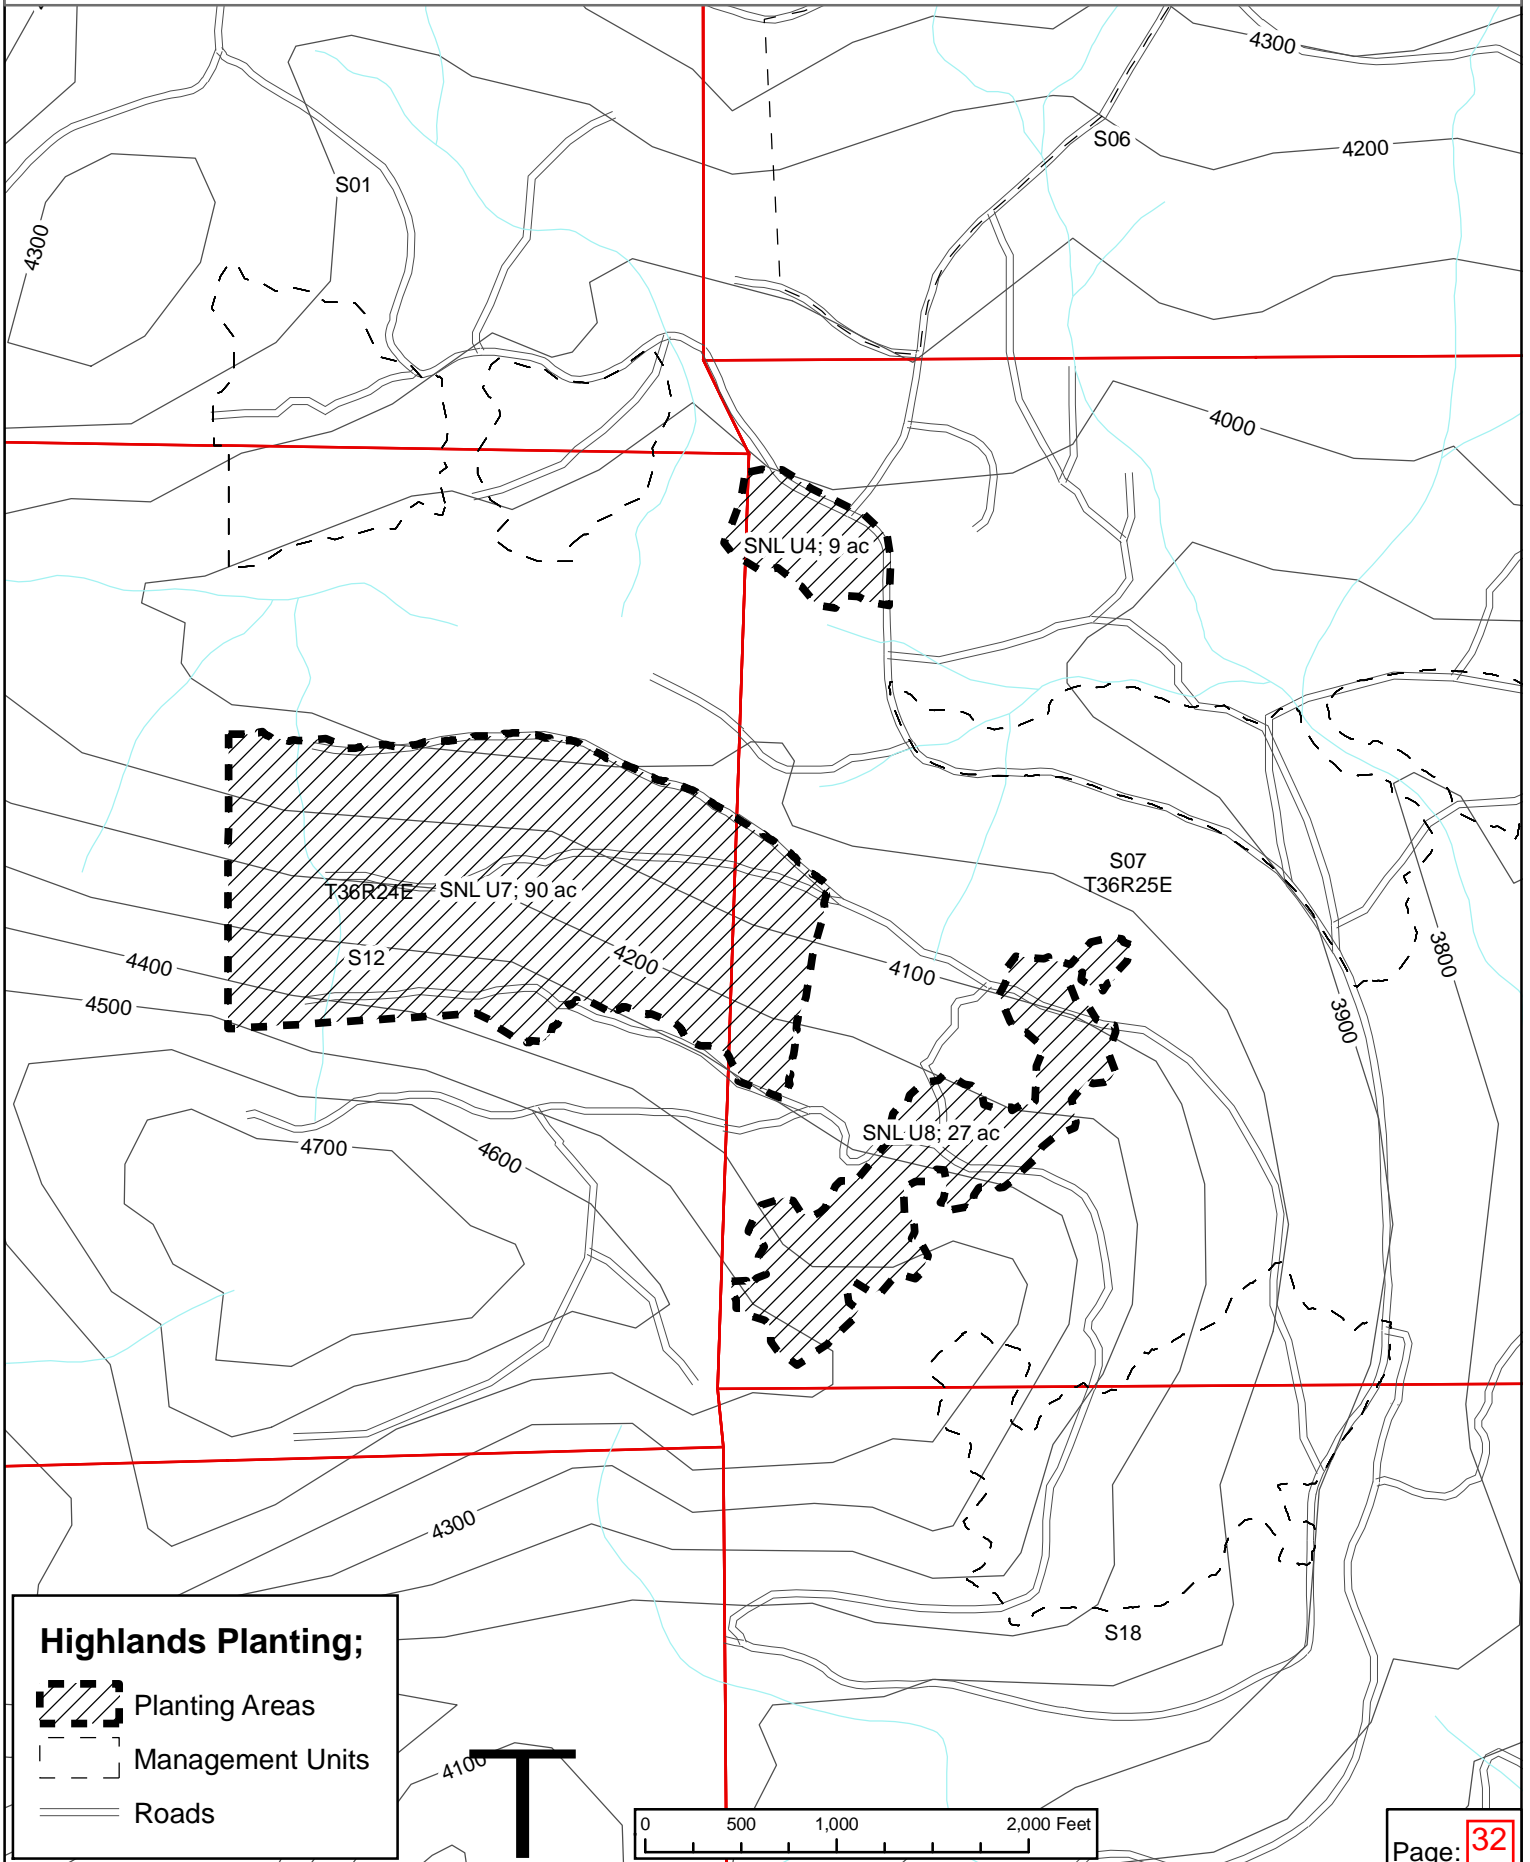 4300
S06
4200
S01
4300
4000
SNL U4; 9 ac
S07
T36R25E
T36R24E
SNL U7; 90 ac
S12
4200
4400
4100
3800
4500
3900
SNL U8; 27 ac
4700
4600
4300
S18
Highlands Planting;
Planting Areas
Management Units
Roads
4100
0 500 1,000 2,000 Feet
Page: 32